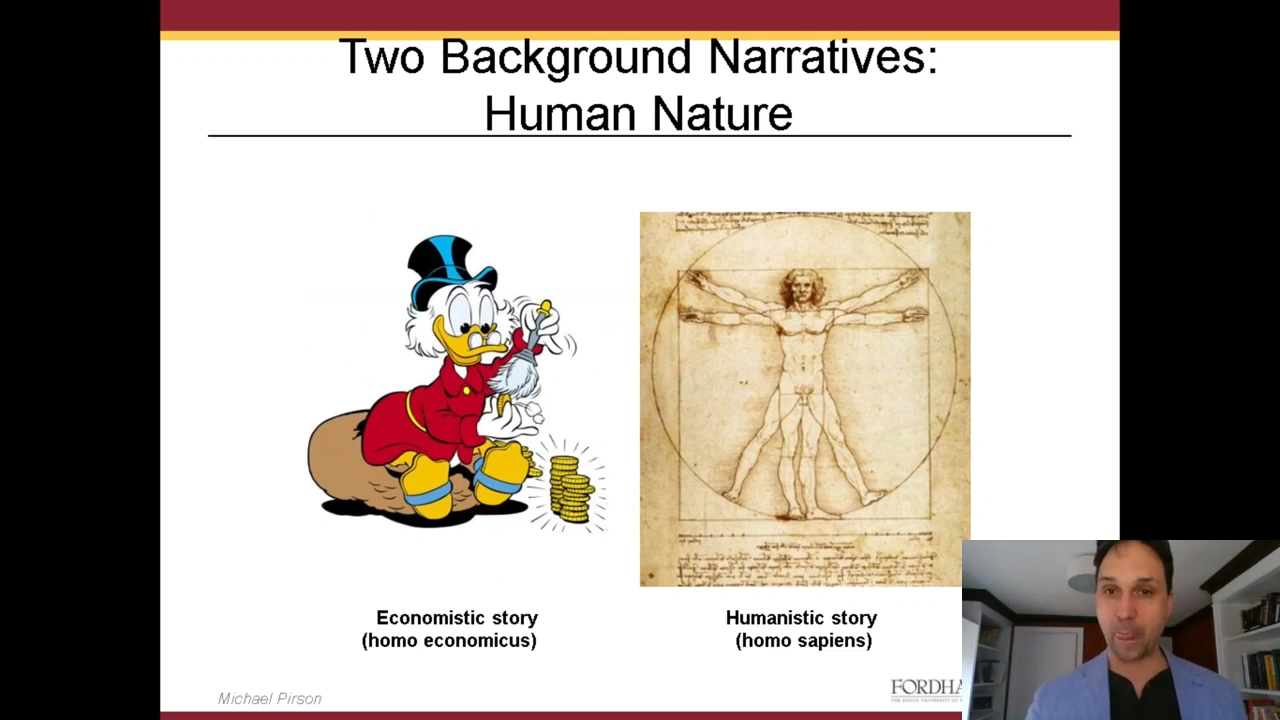 Two Background Narratives:
Human Nature
Economistic story
(homo economicus)
Humanistic story
(homo sapiens)
Michael Pirson
FORDHA